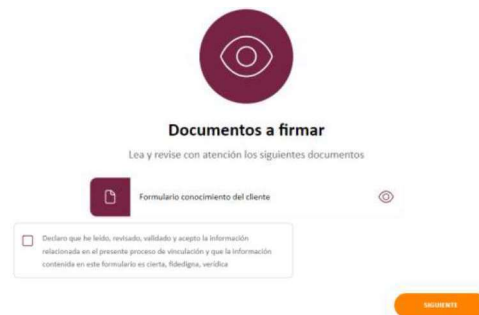 Documentos a firmar
Lea y revise con atención los siguientes documentos
Formulario conocimiento del cliente
Declaro que he leído, revisado, validado y acepto la información
relacionada en el presente proceso de vinculación y que la información
contenida en este formulario es cierta, fidedigna, verídica
SIGUIENTE